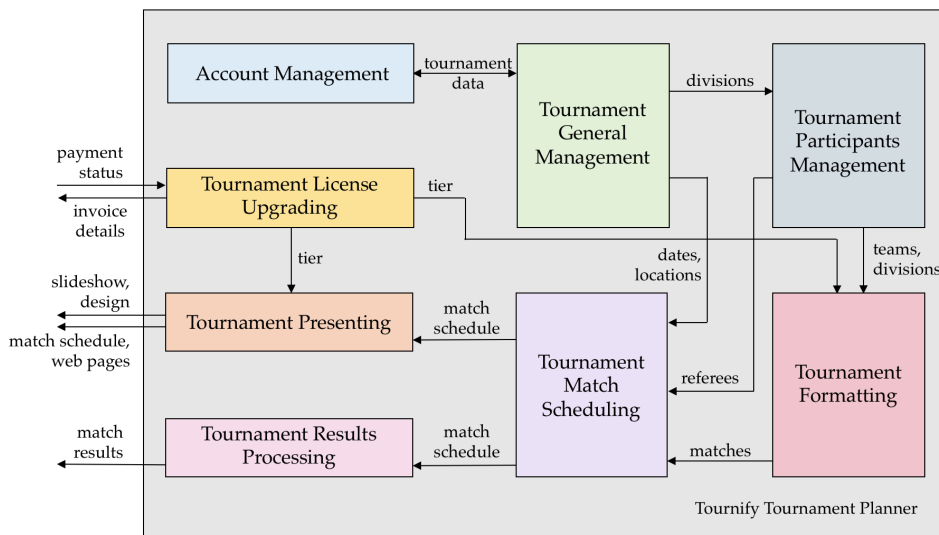 Account Management
tournament
data
Tournament
General
Management
divisions
Tournament
Participants
Management
payment
status
invoice
details
Tournament License
Upgrading
tier
tier
dates,
locations
teams,
divisions
slideshow,
design
match schedule,
web pages
Tournament Presenting
match
schedule
Tournament
Match
Scheduling
referees
Tournament
Formatting
match
results
Tournament Results
Processing
match
schedule
matches
Tournify Tournament Planner